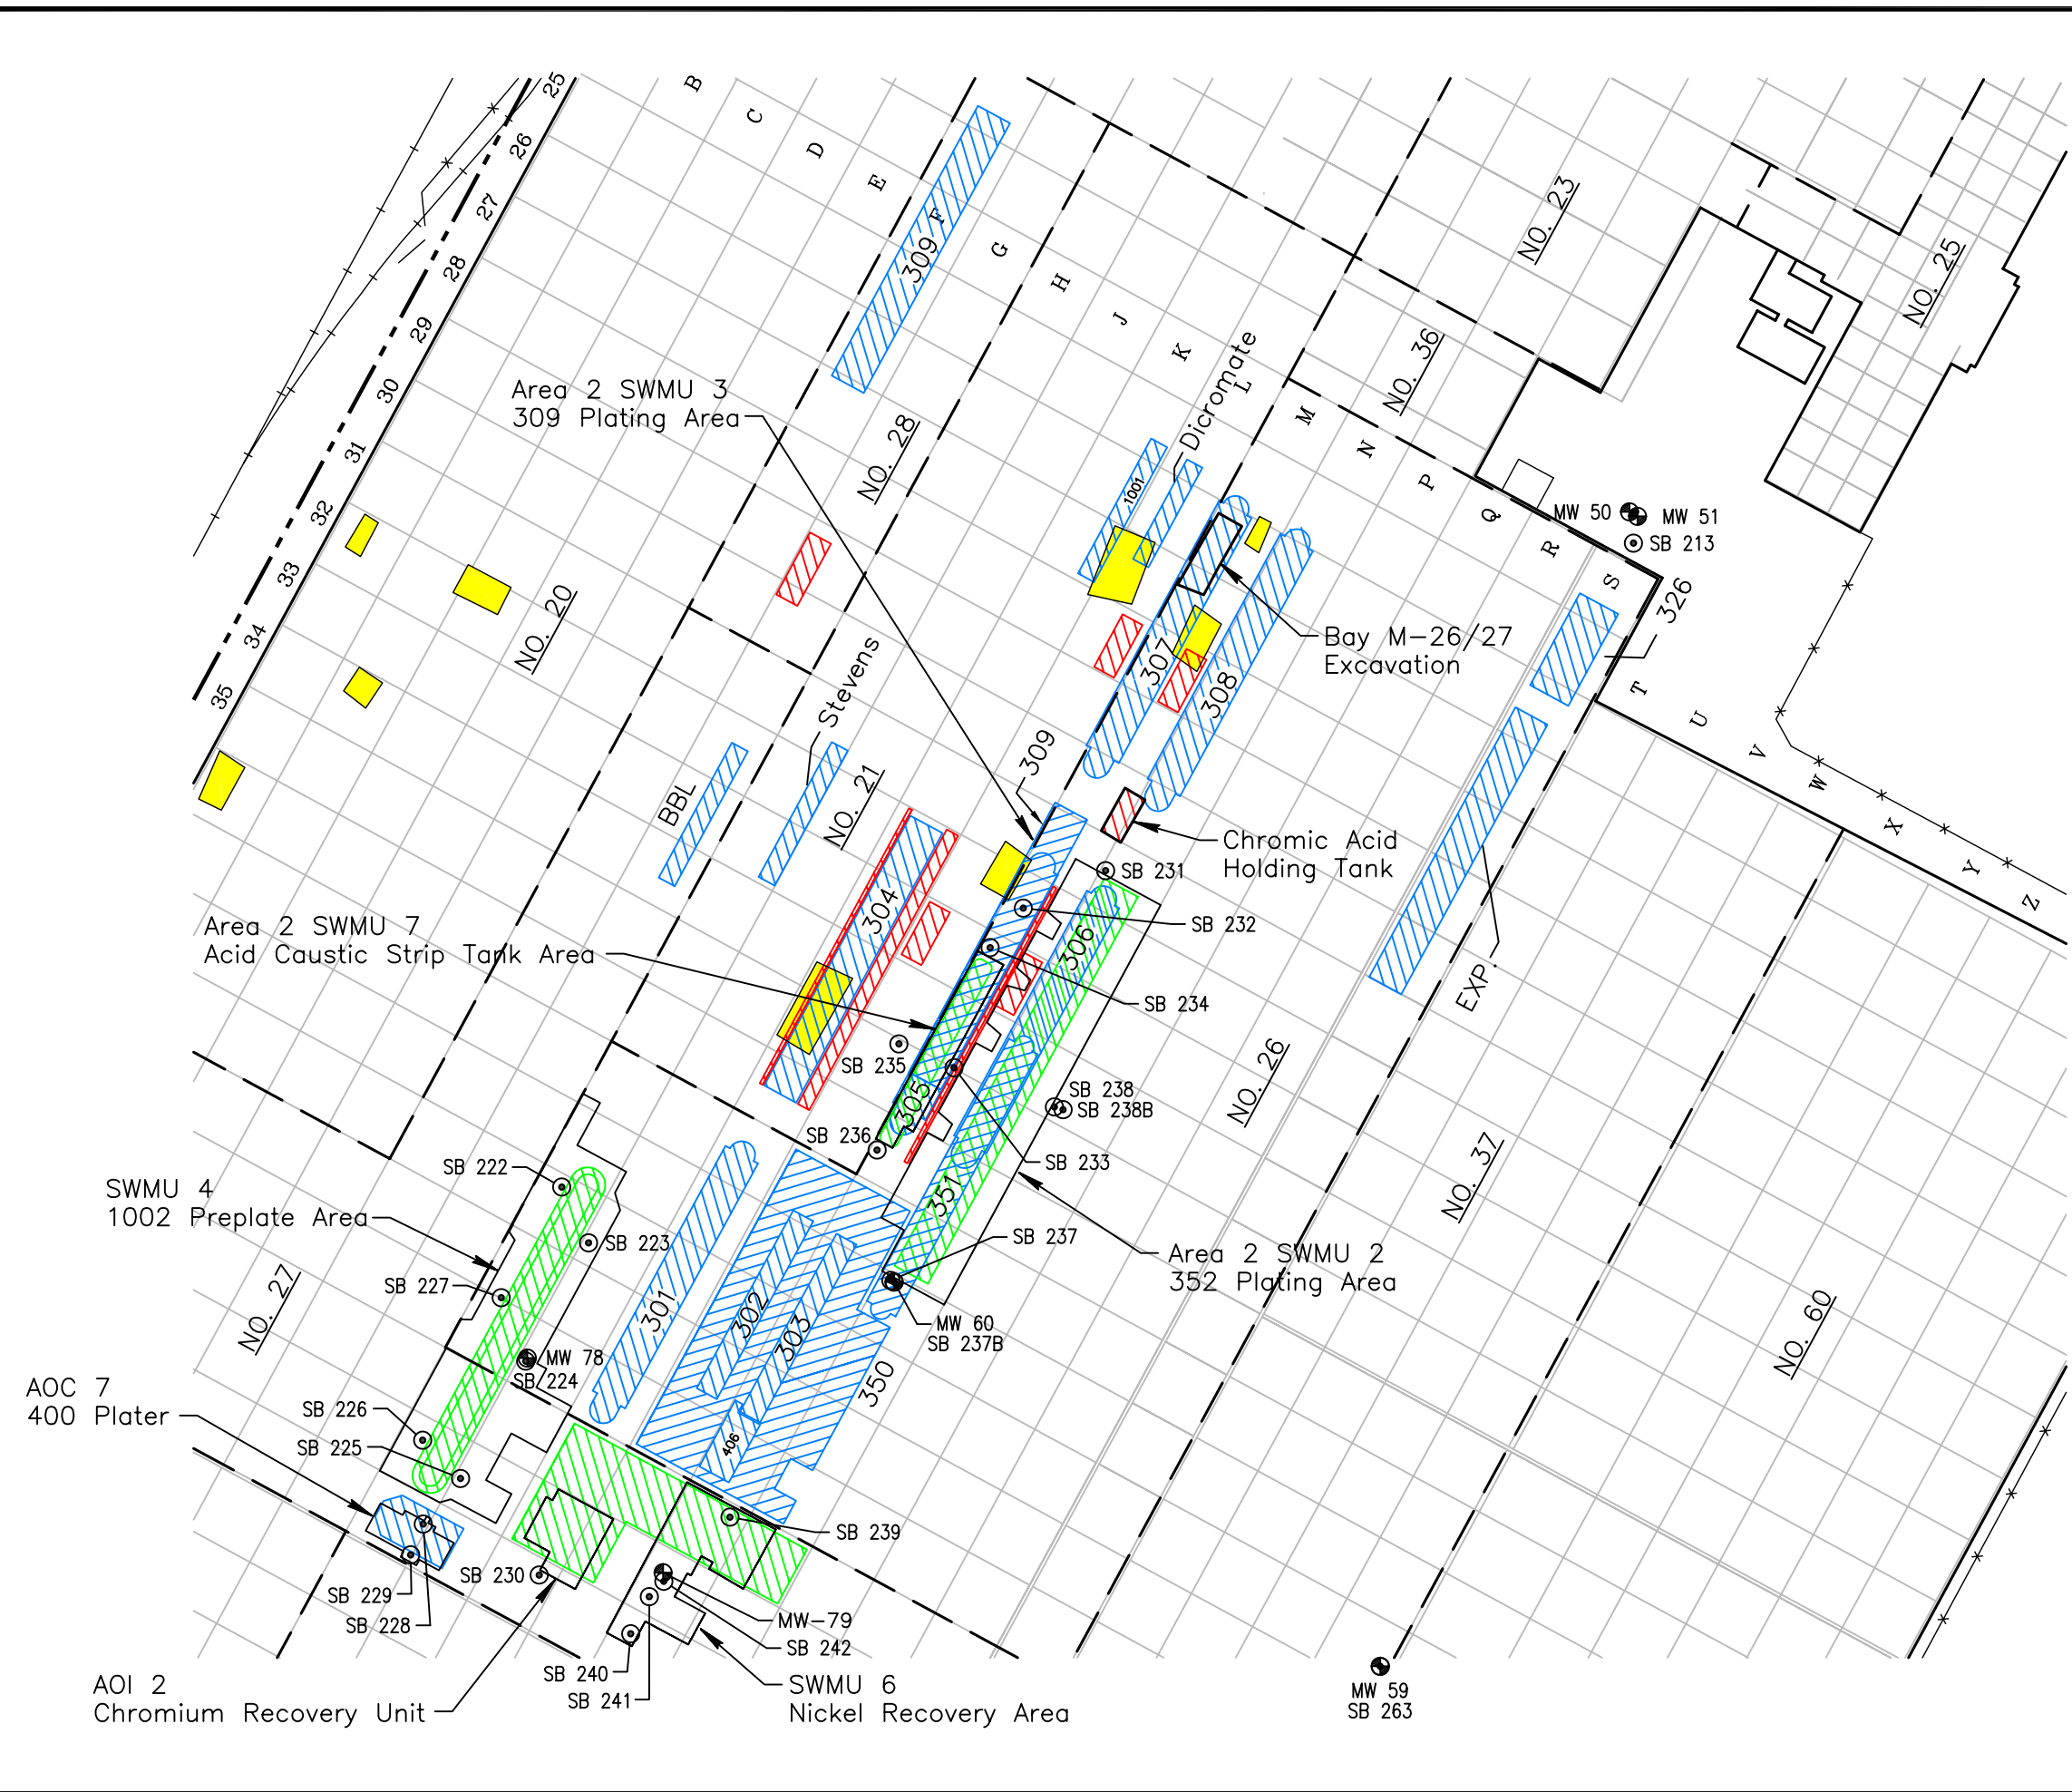 25
26
27
28
29
30
31
32
33
34
35
B
C
D
E
F
G
H
J
K
L
M
N
P
Q
R
S
T
U
V
W
X
Y
Z
NO. 23
NO. 25
NO. 36
NO. 28
NO. 20
NO. 21
NO. 26
NO. 37
NO. 60
NO. 27
309
Area 2 SWMU 3
309 Plating Area
Dicromate
1001
MW 50
MW 51
SB 213
326
Bay M-26/27
Excavation
307
308
Stevens
BBL
309
Chromic Acid
Holding Tank
SB 231
SB 232
304
306
Area 2 SWMU 7
Acid Caustic Strip Tank Area
SB 234
EXP.
SB 235
305
SB 238
SB 238B
SB 236
SB 233
SB 222
SWMU 4
1002 Preplate Area
351
SB 223
SB 237
Area 2 SWMU 2
352 Plating Area
SB 227
301
302
303
MW 60
SB 237B
MW 78
SB 224
350
AOC 7
400 Plater
SB 226
SB 225
406
SB 239
SB 230
SB 229
SB 228
MW-79
SB 242
SB 240
SB 241
AOI 2
Chromium Recovery Unit
SWMU 6
Nickel Recovery Area
MW 59
SB 263